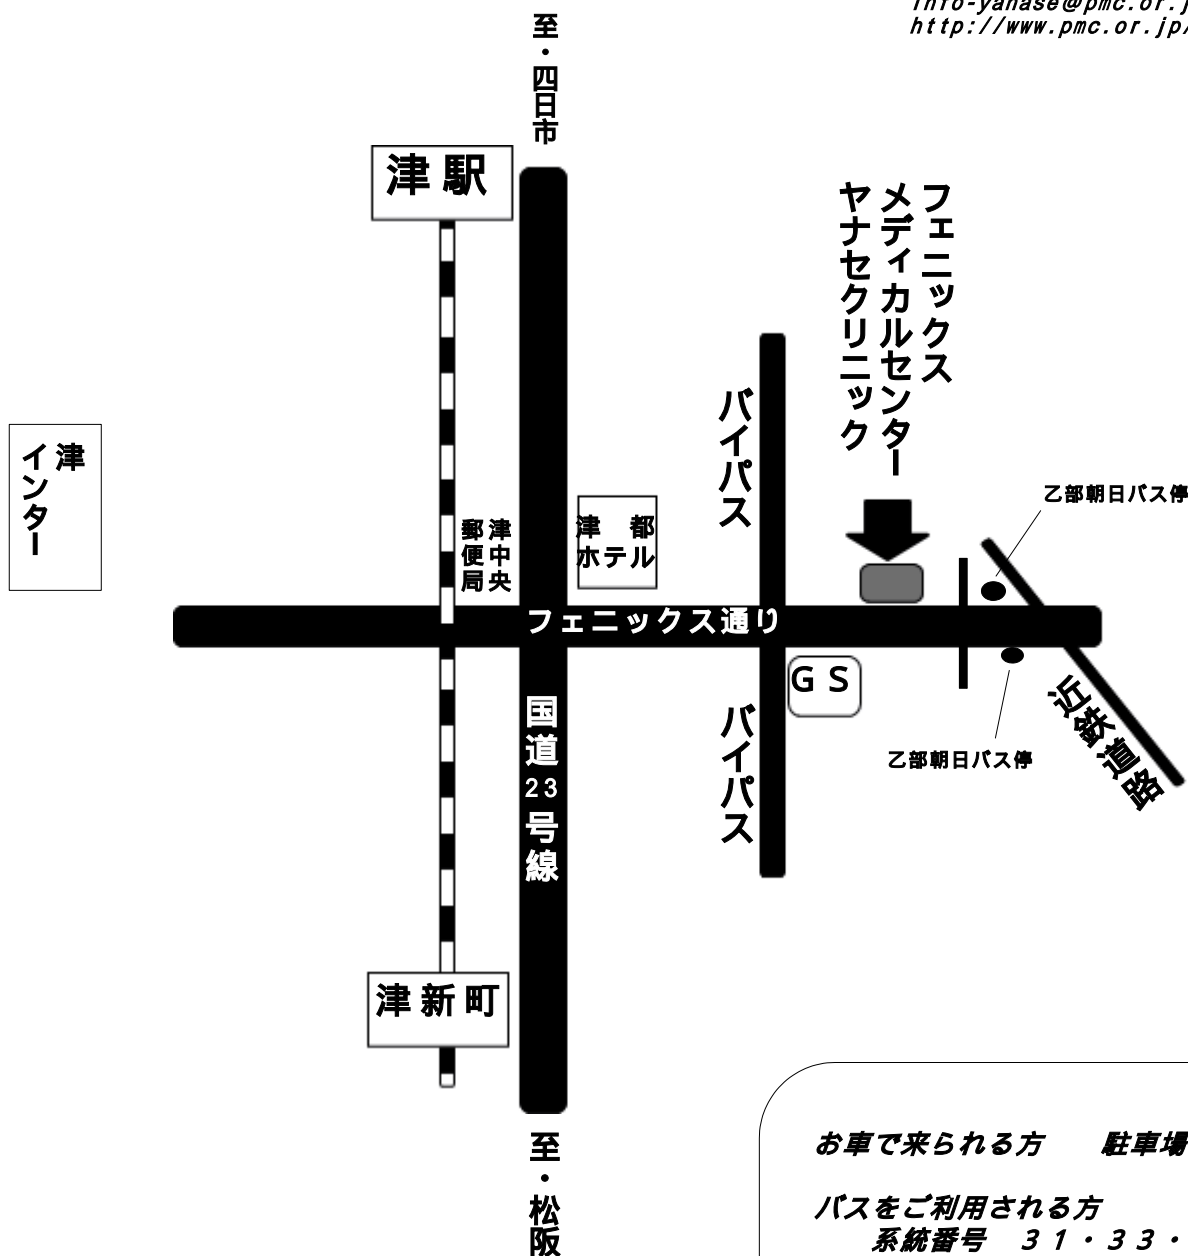 info-yanase@pmc.or.j
http://www.pmc.or.jp/
至・四日市
津駅
フェニックス
メディカルセンター
ヤナセクリニック
バイパス
津
インター
乙部朝日バス停
津中央
郵便局
津 都
ホテル
フェニックス通り
GS
国道23号線
バイパス
近鉄道路
乙部朝日バス停
津新町
至・松阪
お車で来られる方　駐車場
バスをご利用される方
系統番号　31・33・